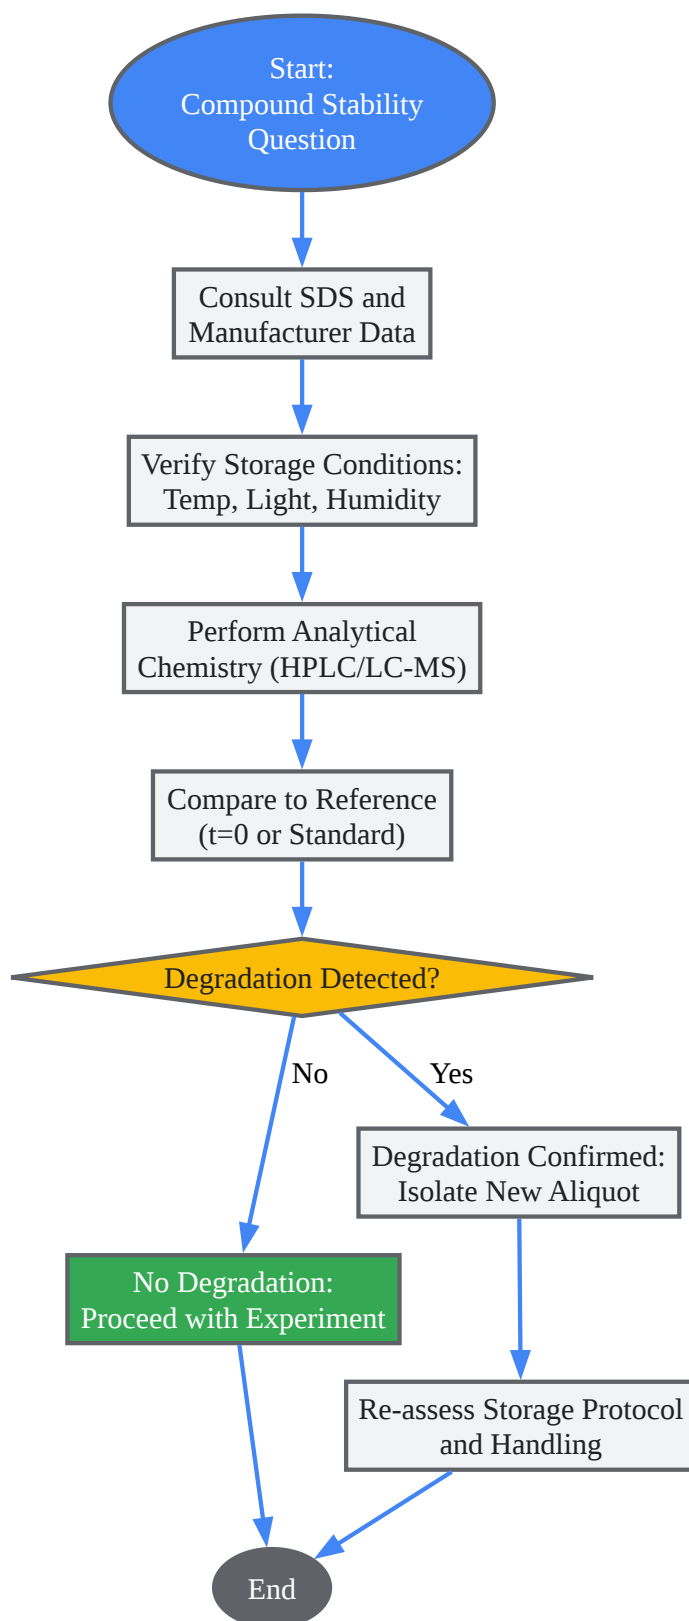 Start:
Compound Stability
Question
Consult SDS and
Manufacturer Data
Verify Storage Conditions:
Temp, Light, Humidity
Perform Analytical
Chemistry (HPLC/LC-MS)
Compare to Reference
(t=0 or Standard)
Degradation Detected?
No
Yes
Degradation Confirmed:
Isolate New Aliquot
No Degradation:
Proceed with Experiment
Re-assess Storage Protocol
and Handling
End